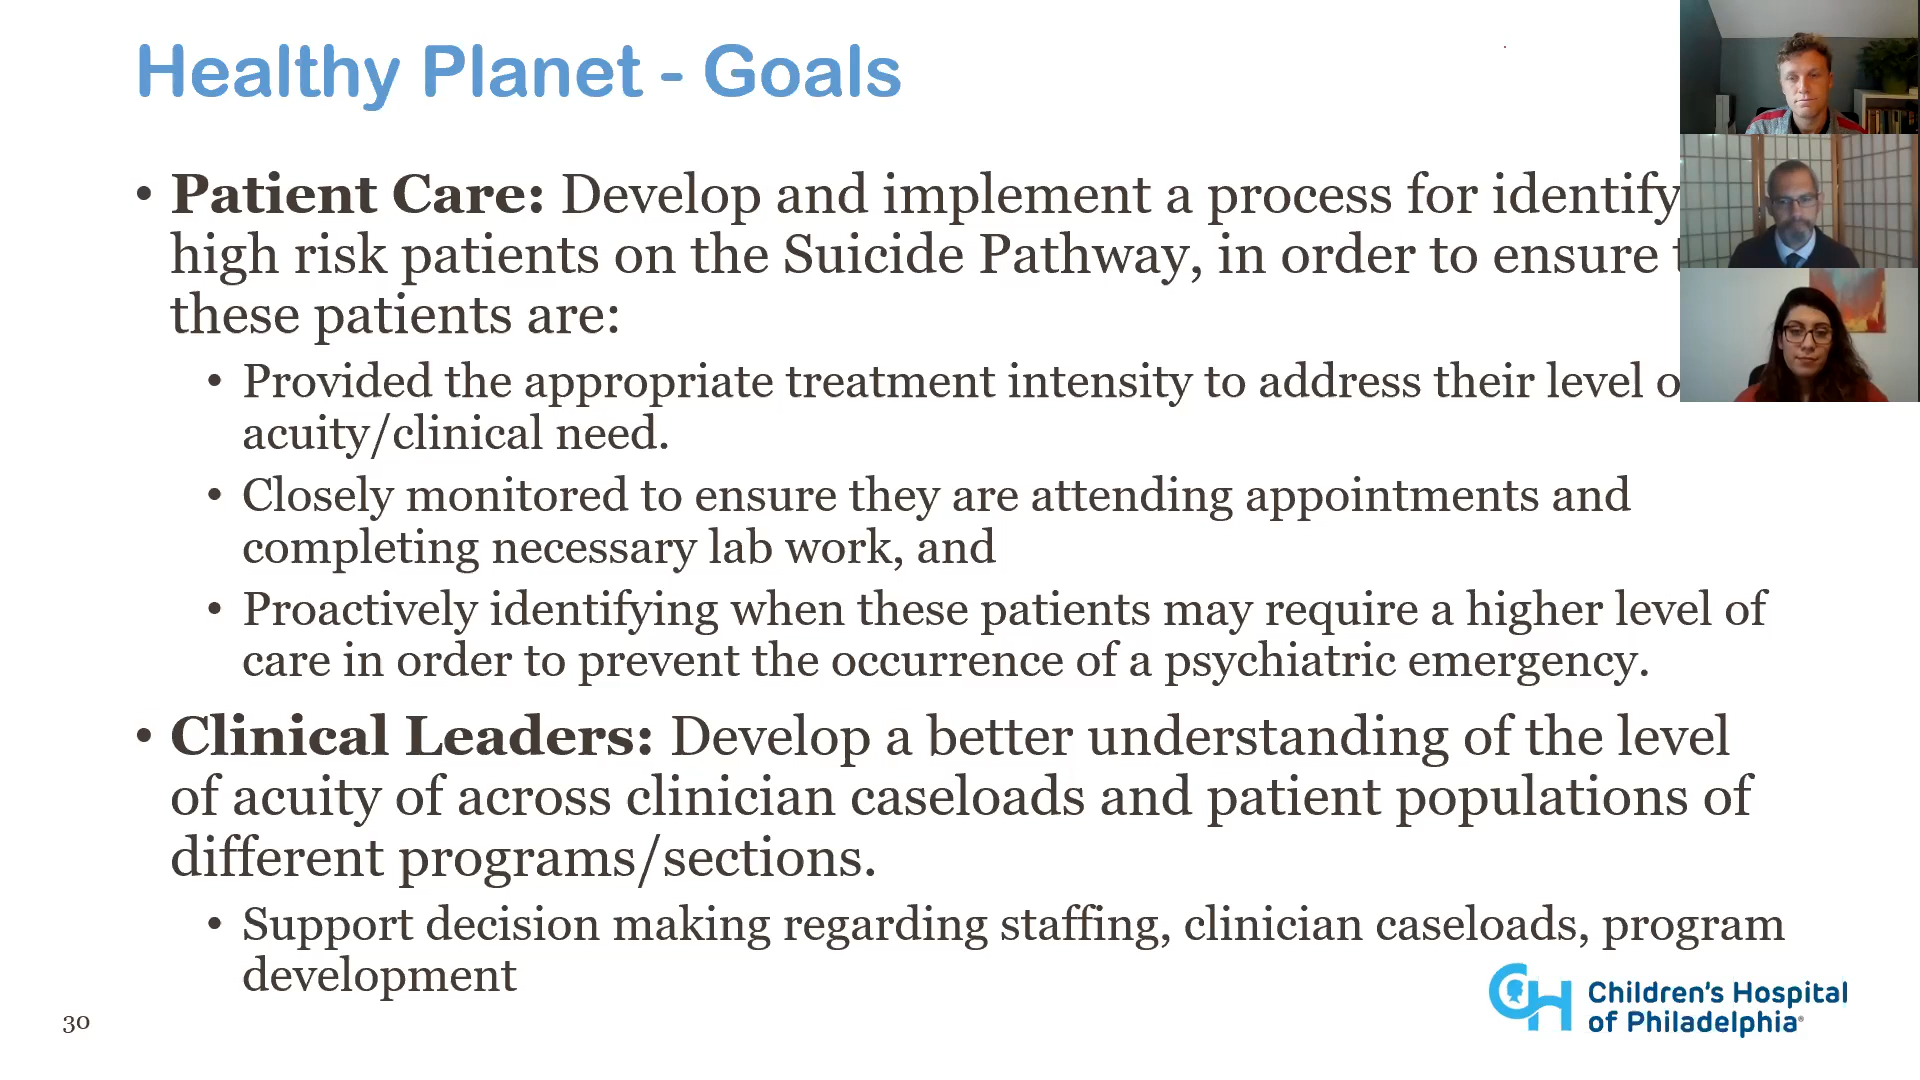 Healthy Planet - Goals
• Patient Care: Develop and implement a process for identify
high risk patients on the Suicide Pathway, in order to ensure
these patients are:
• Provided the appropriate treatment intensity to address their level o
acuity/clinical need.
• Closely monitored to ensure they are attending appointments and
completing necessary lab work, and
• Proactively identifying when these patients may require a higher level of
care in order to prevent the occurrence of a psychiatric emergency.
• Clinical Leaders: Develop a better understanding of the level
of acuity of across clinician caseloads and patient populations of
different programs/sections.
• Support decision making regarding staffing, clinician caseloads, program
development
30
CH Children's Hospital
of Philadelphia®